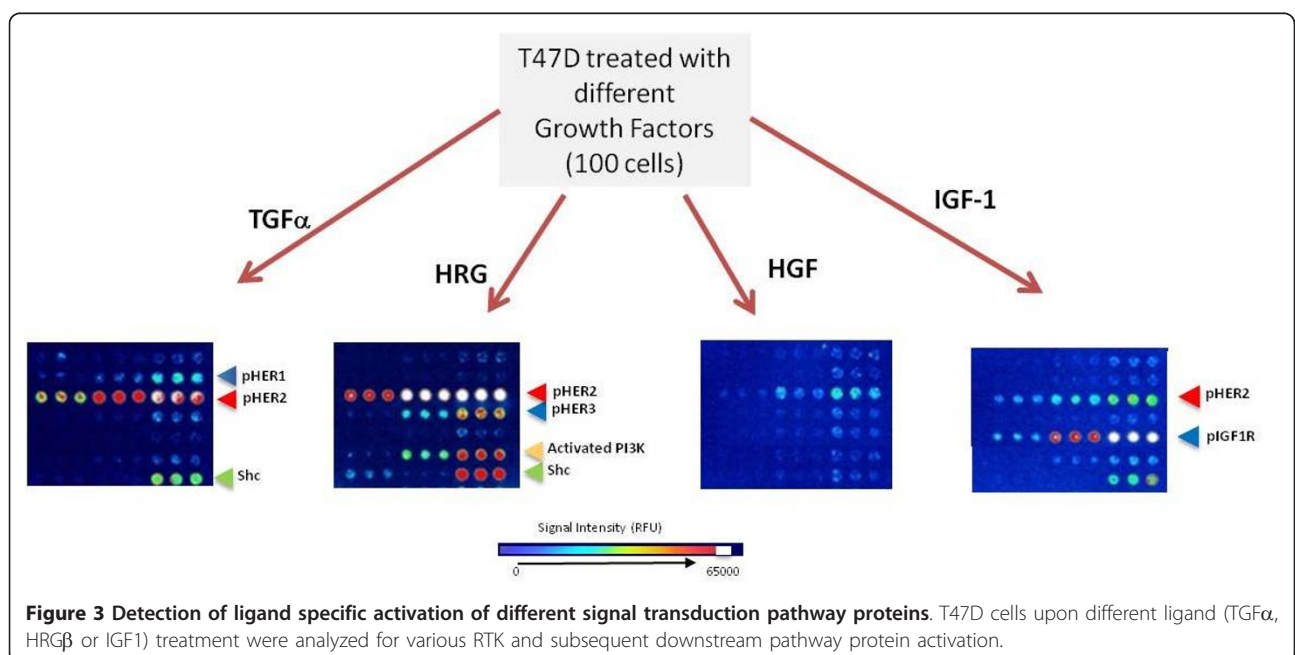 T47D treated with
different
Growth Factors
(100 cells)
TGFα
HRG
HGF
IGF-1
pHER1
pHER2
Shc
pHER2
pHER3
Activated PI3K
Shc
pHER2
pIGF1R
Signal Intensity (RFU)
0
65000
Figure 3 Detection of ligand specific activation of different signal transduction pathway proteins. T47D cells upon different ligand (TGFα,
HRGβ or IGF1) treatment were analyzed for various RTK and subsequent downstream pathway protein activation.